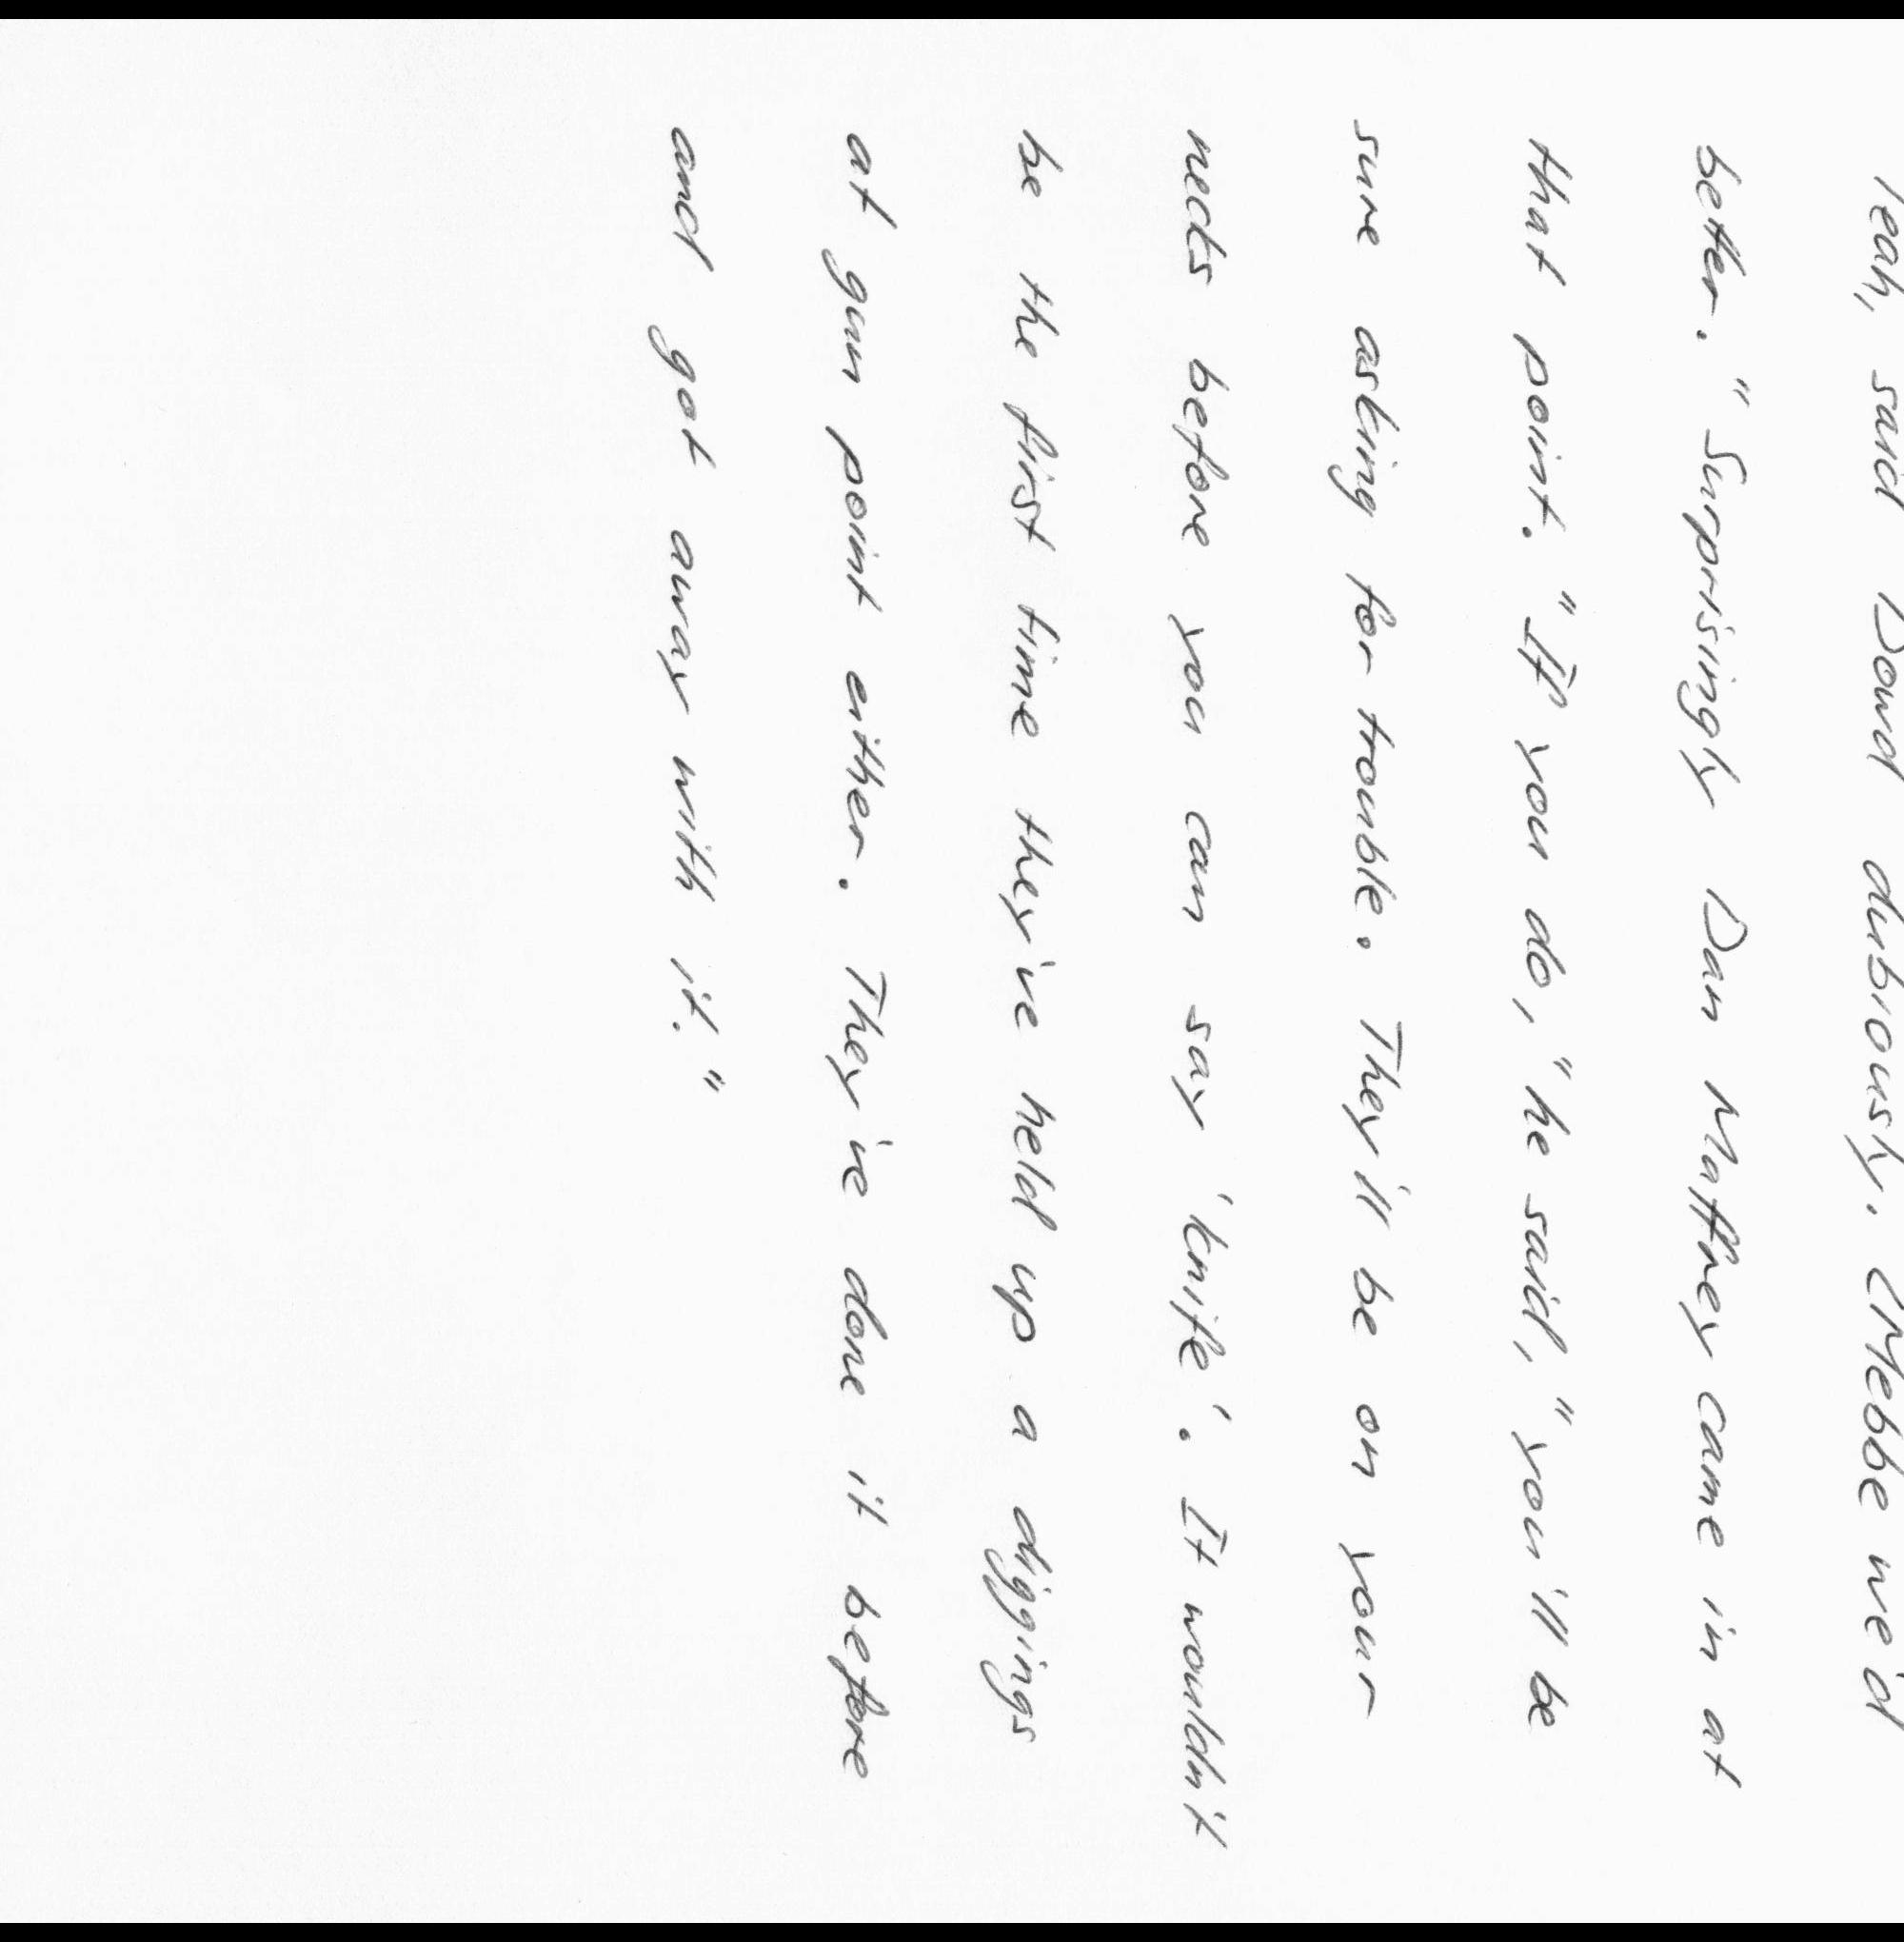 Yeah, said Dowd dubiously. "Mebbe we'd
better." Surprisingly Dan Maffrey came in at
that point. "If you do," he said, "you'll be
sure asking for trouble. They'll be on your
necks before you can say 'knife'. It wouldn't
be the first time they've held up a diggings
at gun point either. They've done it before
and got away with it."